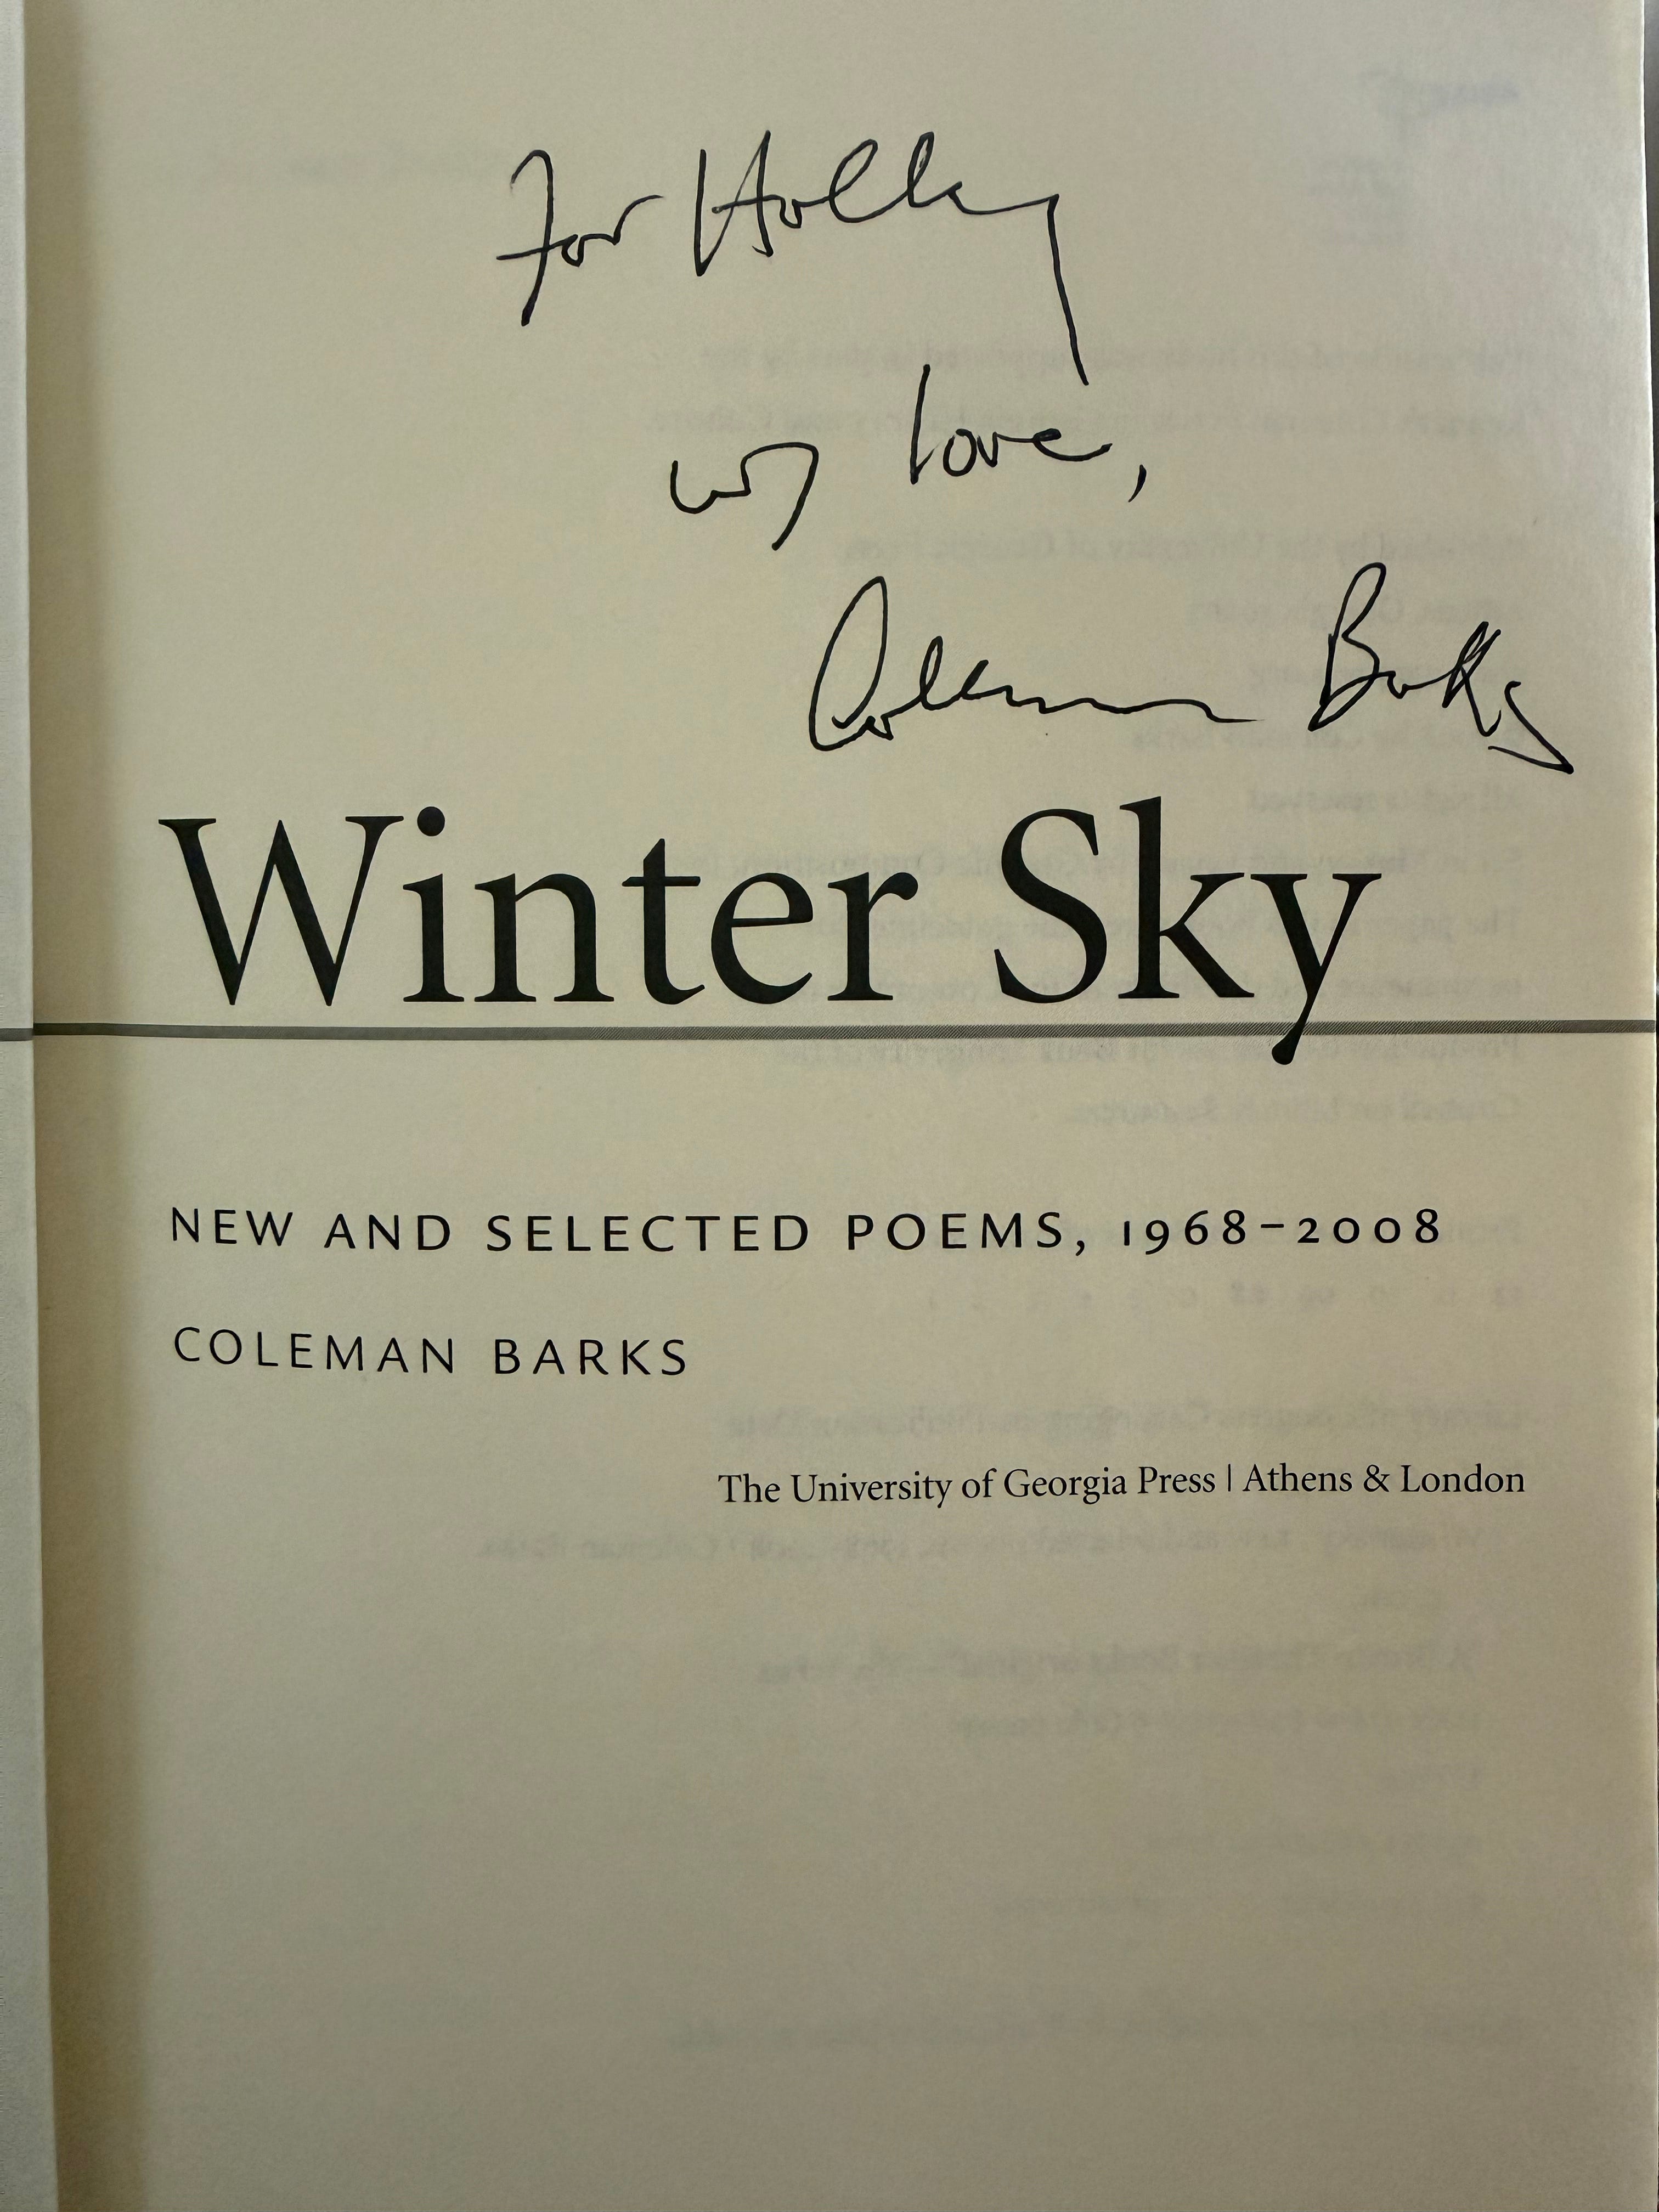 For Holly
w/ love,
Coleman Barks
Winter Sky
NEW AND SELECTED POEMS, 1968–2008
COLEMAN BARKS
The University of Georgia Press | Athens & London